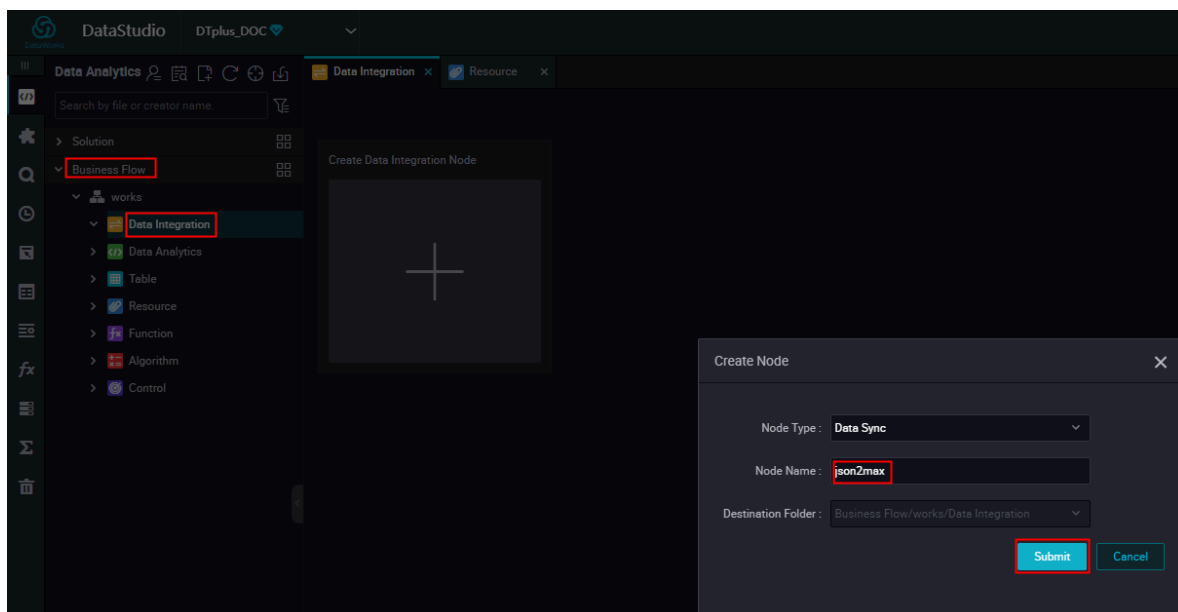 DataWorks
DataStudio
DTplus_DOC
Data Analytics
Data Integration
Resource
Search by file or creator name.
Solution
Business Flow
works
Data Integration
Data Analytics
Table
Resource
Function
Algorithm
Control
Create Data Integration Node
Create Node
Node Type :
Data Sync
Node Name :
json2max
Destination Folder :
Business Flow/works/Data Integration
Submit
Cancel